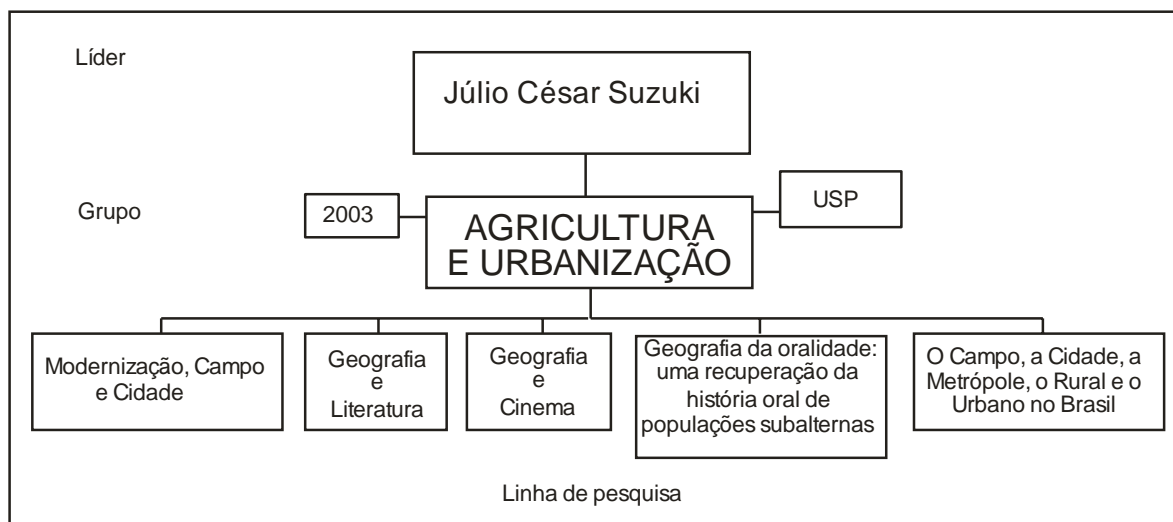 Líder
Júlio César Suzuki
Grupo
2003
AGRICULTURA
E URBANIZAÇÃO
USP
Modernização, Campo
e Cidade
Geografia
e
Literatura
Geografia
e
Cinema
Geografia da oralidade:
uma recuperação da
história oral de
populações subalternas
O Campo, a Cidade, a
Metrópole, o Rural e o
Urbano no Brasil
Linha de pesquisa